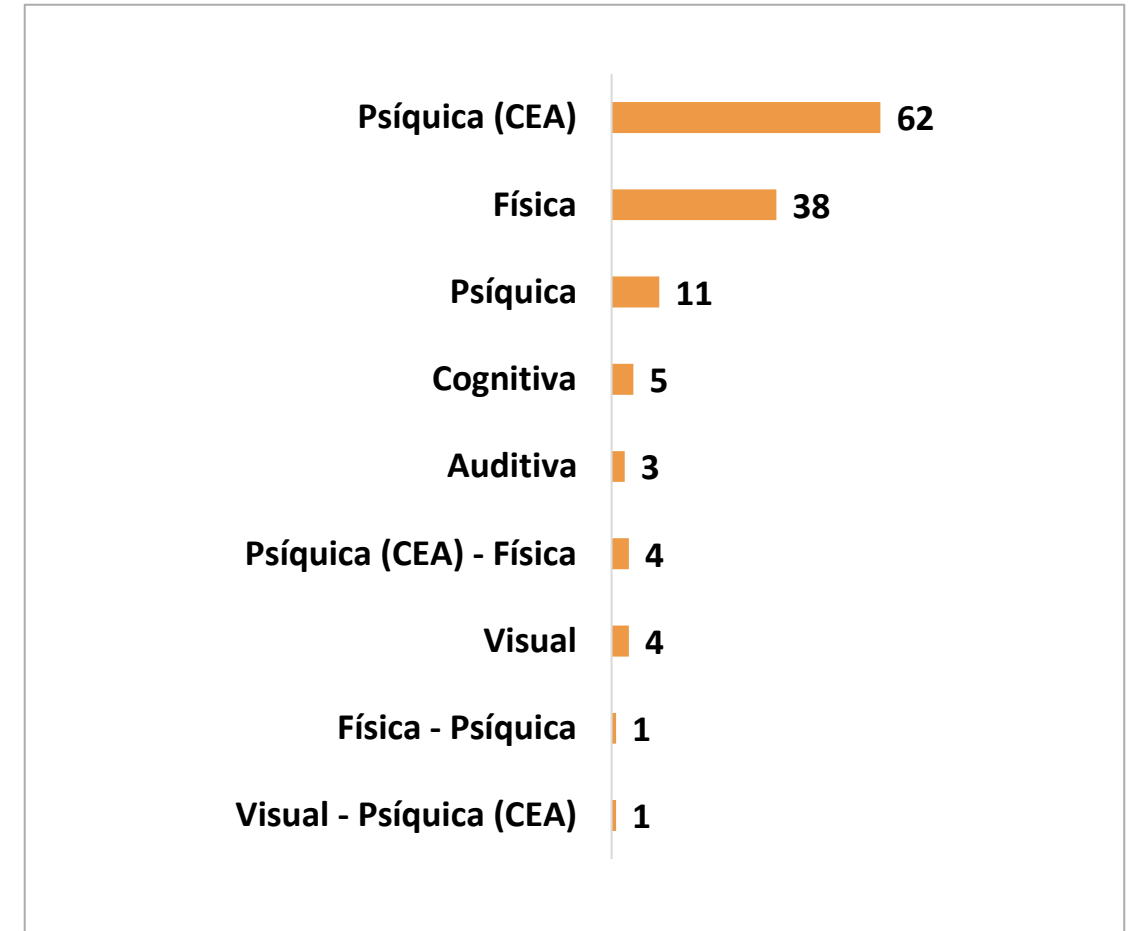 Psíquica (CEA) 62
Física 38
Psíquica 11
Cognitiva 5
Auditiva 3
Psíquica (CEA) - Física 4
Visual 4
Física - Psíquica 1
Visual - Psíquica (CEA) 1